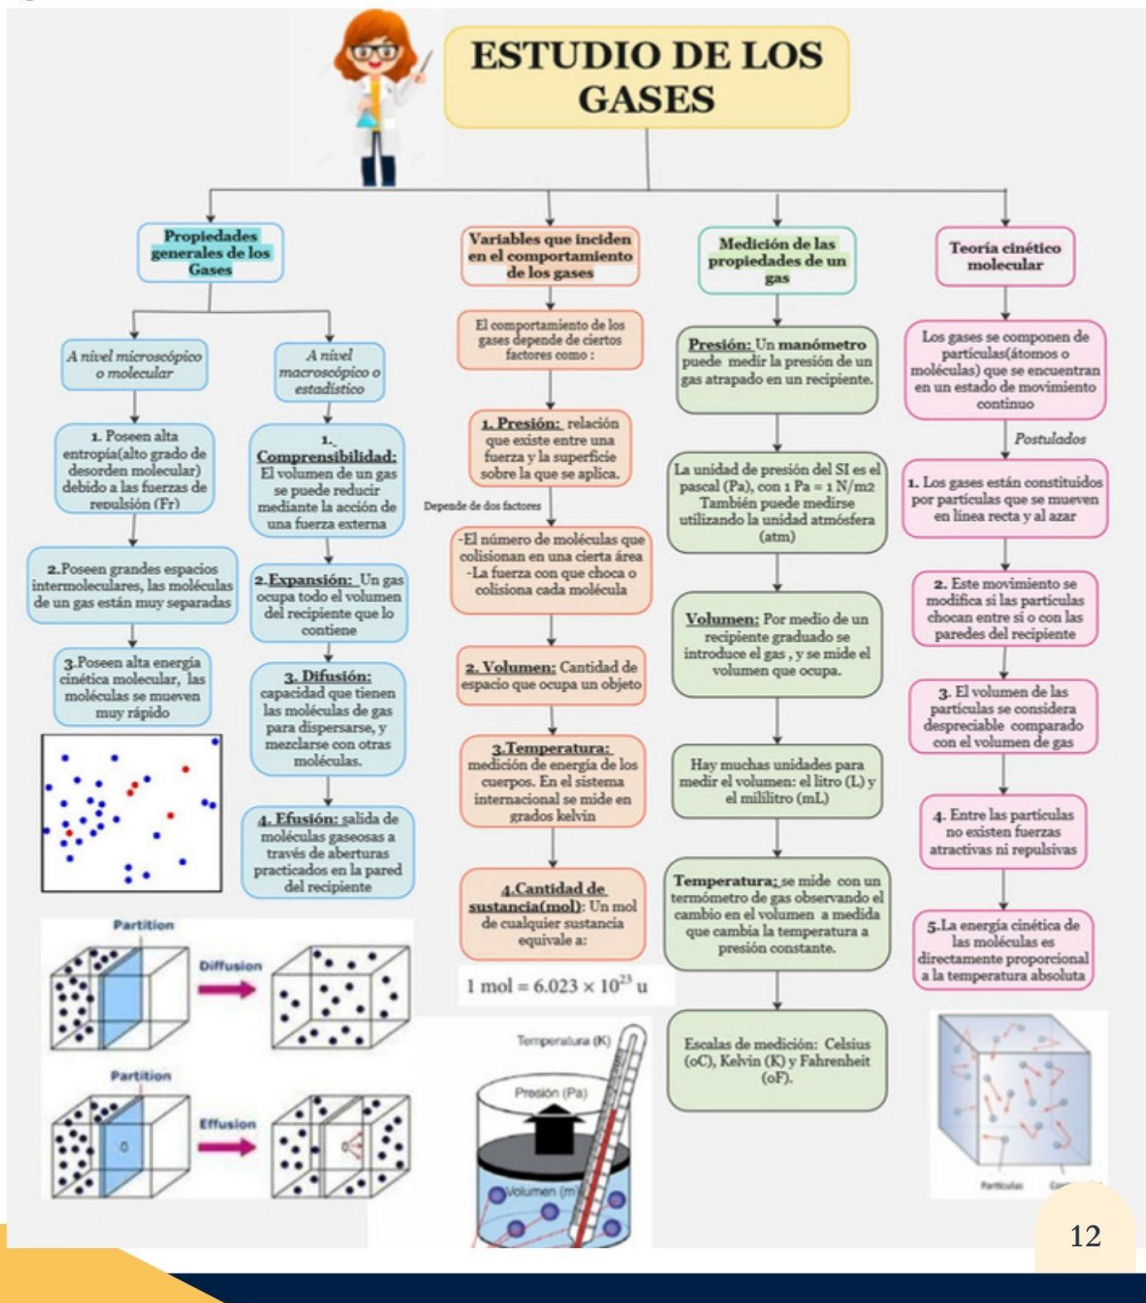 ESTUDIO DE LOS
GASES
Propiedades
generales de los
Gases
A nivel microscópico
o molecular
1. Poseen alta
entropía(alto grado de
desorden molecular)
debido a las fuerzas de
repulsión (Fr)
2.Poseen grandes espacios
intermoleculares, las moléculas
de un gas están muy separadas
3.Poseen alta energía
cinética molecular, las
moléculas se mueven
muy rápido
A nivel
macroscópico o
estadístico
1.
Comprensibilidad:
El volumen de un gas
se puede reducir
mediante la acción de
una fuerza externa
2.Expansión: Un gas
ocupa todo el volumen
del recipiente que lo
contiene
3. Difusión:
capacidad que tienen
las moléculas de gas
para dispersarse, y
mezclarse con otras
moléculas.
4. Efusión: salida de
moléculas gaseosas a
través de aberturas
practicados en la pared
del recipiente
Partition
Diffusion
Partition
Effusion
Variables que inciden
en el comportamiento
de los gases
El comportamiento de los
gases depende de ciertos
factores como :
1. Presión: relación
que existe entre una
fuerza y la superficie
sobre la que se aplica.
Depende de dos factores
-El número de moléculas que
colisionan en una cierta área
-La fuerza con que choca o
colisiona cada molécula
2. Volumen: Cantidad de
espacio que ocupa un objeto
3.Temperatura:
medición de energía de los
cuerpos. En el sistema
internacional se mide en
grados kelvin
4.Cantidad de
sustancia(mol): Un mol
de cualquier sustancia
equivale a:
1 mol = 6.023 × 10²³ u
Temperatura (K)
Presión (Pa)
Volumen (m
Medición de las
propiedades de un
gas
Presión: Un manómetro
puede medir la presión de un
gas atrapado en un recipiente.
La unidad de presión del SI es el
pascal (Pa), con 1 Pa = 1 N/m2
También puede medirse
utilizando la unidad atmósfera
(atm)
Volumen: Por medio de un
recipiente graduado se
introduce el gas , y se mide el
volumen que ocupa.
Hay muchas unidades para
medir el volumen: el litro (L) y
el mililitro (mL)
Temperatura: se mide con un
termómetro de gas observando el
cambio en el volumen a medida
que cambia la temperatura a
presión constante.
Escalas de medición: Celsius
(oC), Kelvin (K) y Fahrenheit
(oF).
Teoría cinético
molecular
Los gases se componen de
partículas(átomos o
moléculas) que se encuentran
en un estado de movimiento
continuo
Postulados
1. Los gases están constituidos
por partículas que se mueven
en línea recta y al azar
2. Este movimiento se
modifica si las partículas
chocan entre sí o con las
paredes del recipiente
3. El volumen de las
partículas se considera
despreciable comparado
con el volumen de gas
4. Entre las partículas
no existen fuerzas
atractivas ni repulsivas
5.La energía cinética de
las moléculas es
directamente proporcional
a la temperatura absoluta
Partículas
12